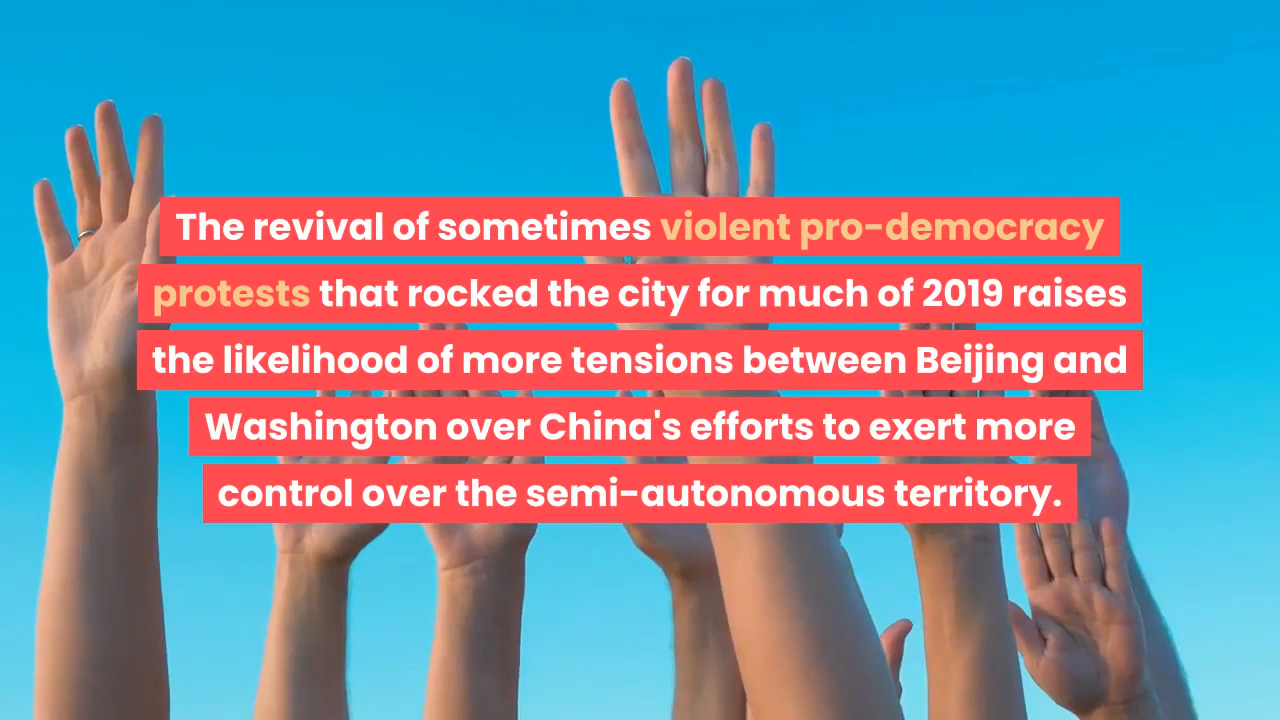 The revival of sometimes violent pro-democracy
protests that rocked the city for much of 2019 raises
the likelihood of more tensions between Beijing and
Washington over China's efforts to exert more
control over the semi-autonomous territory.